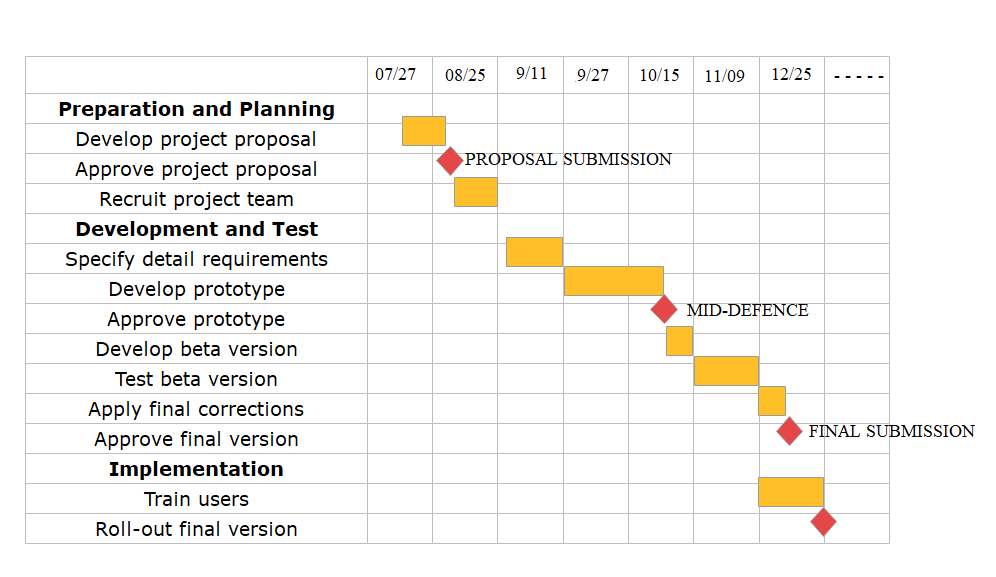 07/27 08/25 9/11 9/27 10/15 11/09 12/25 - - - - -
Preparation and Planning
Develop project proposal
Approve project proposal PROPOSAL SUBMISSION
Recruit project team
Development and Test
Specify detail requirements
Develop prototype
Approve prototype MID-DEFENCE
Develop beta version
Test beta version
Apply final corrections
Approve final version FINAL SUBMISSION
Implementation
Train users
Roll-out final version